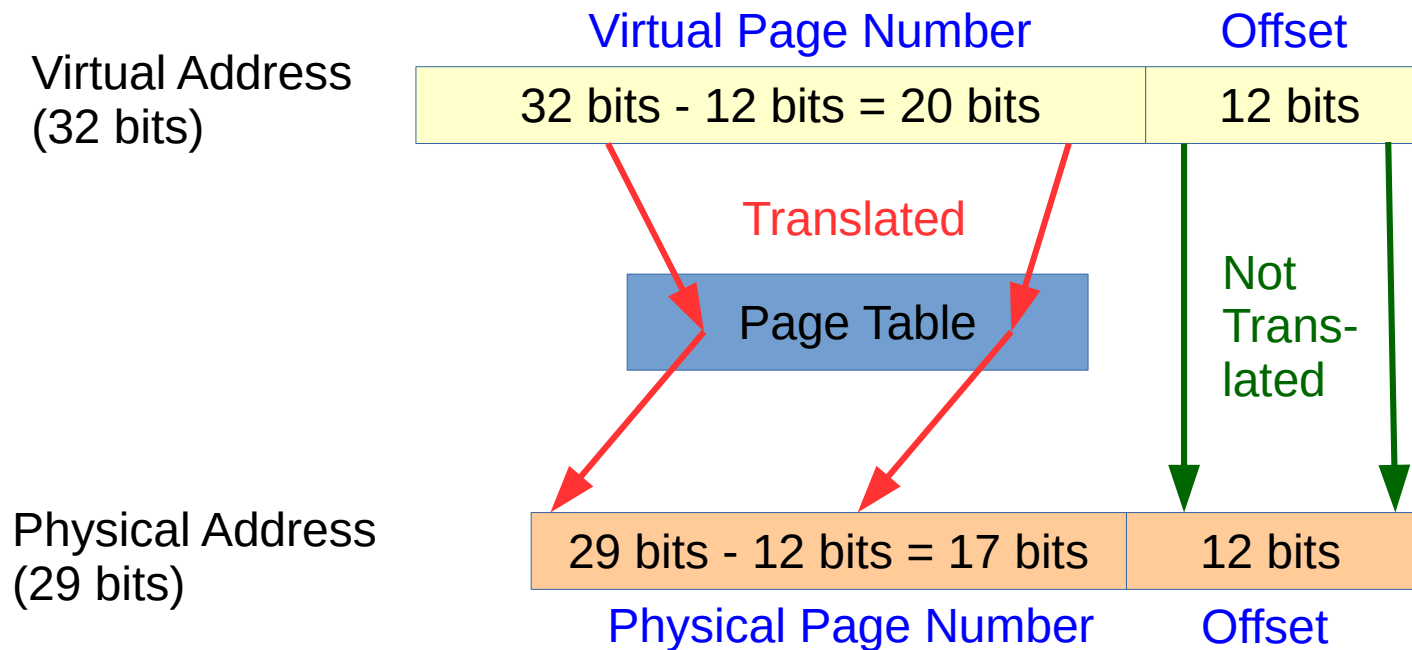 Virtual Page Number
Offset
Virtual Address
(32 bits)
32 bits - 12 bits = 20 bits
12 bits
Translated
Not
Trans-
lated
Page Table
Physical Address
(29 bits)
29 bits - 12 bits = 17 bits
12 bits
Physical Page Number
Offset